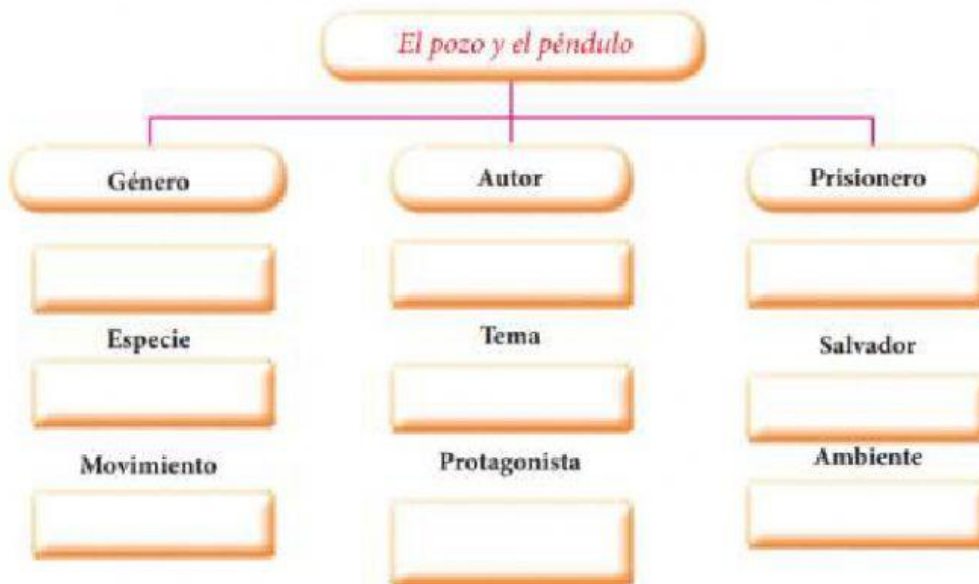 El pozo y el péndulo
Género
Autor
Prisionero
Especie
Tema
Salvador
Movimiento
Protagonista
Ambiente